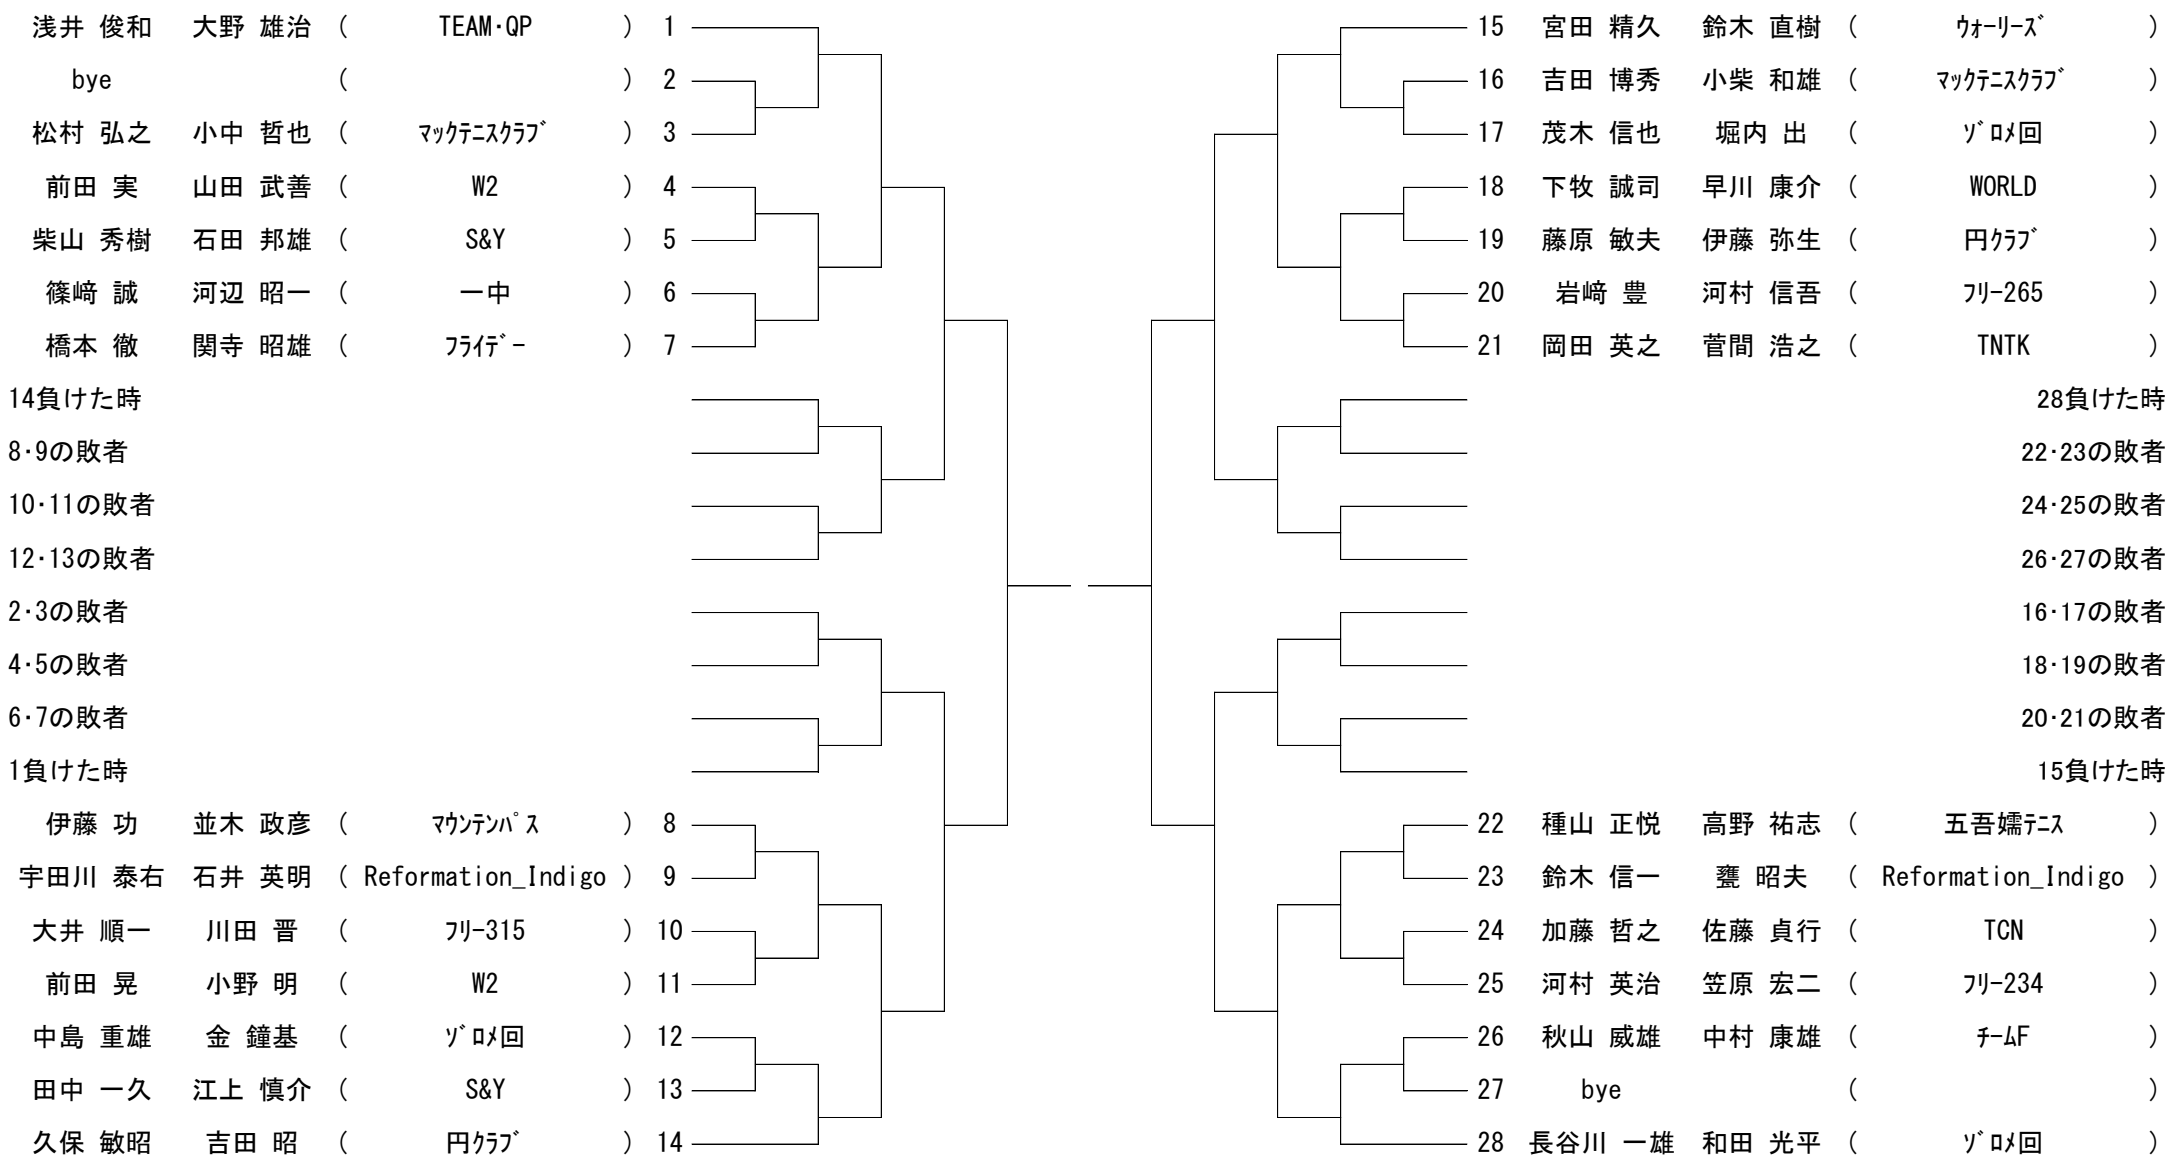 浅井 俊和 大野 雄治 ( TEAM･QP ) 1
bye ( ) 2
松村 弘之 小中 哲也 ( ﾏｯｸﾃﾆｽｸﾗﾌﾞ ) 3
前田 実 山田 武善 ( W2 ) 4
柴山 秀樹 石田 邦雄 ( S&Y ) 5
篠﨑 誠 河辺 昭一 ( 一中 ) 6
橋本 徹 関寺 昭雄 ( ﾌﾗｲﾃﾞｰ ) 7
14負けた時
8･9の敗者
10･11の敗者
12･13の敗者
2･3の敗者
4･5の敗者
6･7の敗者
1負けた時
伊藤 功 並木 政彦 ( ﾏｳﾝﾃﾝﾊﾟｽ ) 8
宇田川 泰右 石井 英明 ( Reformation_Indigo ) 9
大井 順一 川田 晋 ( ﾌﾘｰ315 ) 10
前田 晃 小野 明 ( W2 ) 11
中島 重雄 金 鐘基 ( ｿﾞﾛﾒ回 ) 12
田中 一久 江上 慎介 ( S&Y ) 13
久保 敏昭 吉田 昭 ( 円ｸﾗﾌﾞ ) 14
15 宮田 精久 鈴木 直樹 ( ｳｫｰﾘｰｽﾞ )
16 吉田 博秀 小柴 和雄 ( ﾏｯｸﾃﾆｽｸﾗﾌﾞ )
17 茂木 信也 堀内 出 ( ｿﾞﾛﾒ回 )
18 下牧 誠司 早川 康介 ( WORLD )
19 藤原 敏夫 伊藤 弥生 ( 円ｸﾗﾌﾞ )
20 岩﨑 豊 河村 信吾 ( ﾌﾘｰ265 )
21 岡田 英之 菅間 浩之 ( TNTK )
28負けた時
22･23の敗者
24･25の敗者
26･27の敗者
16･17の敗者
18･19の敗者
20･21の敗者
15負けた時
22 種山 正悦 高野 祐志 ( 五吾嬬ﾃﾆｽ )
23 鈴木 信一 甕 昭夫 ( Reformation_Indigo )
24 加藤 哲之 佐藤 貞行 ( TCN )
25 河村 英治 笠原 宏二 ( ﾌﾘｰ234 )
26 秋山 威雄 中村 康雄 ( ﾁｰﾑF )
27 bye ( )
28 長谷川 一雄 和田 光平 ( ｿﾞﾛﾒ回 )